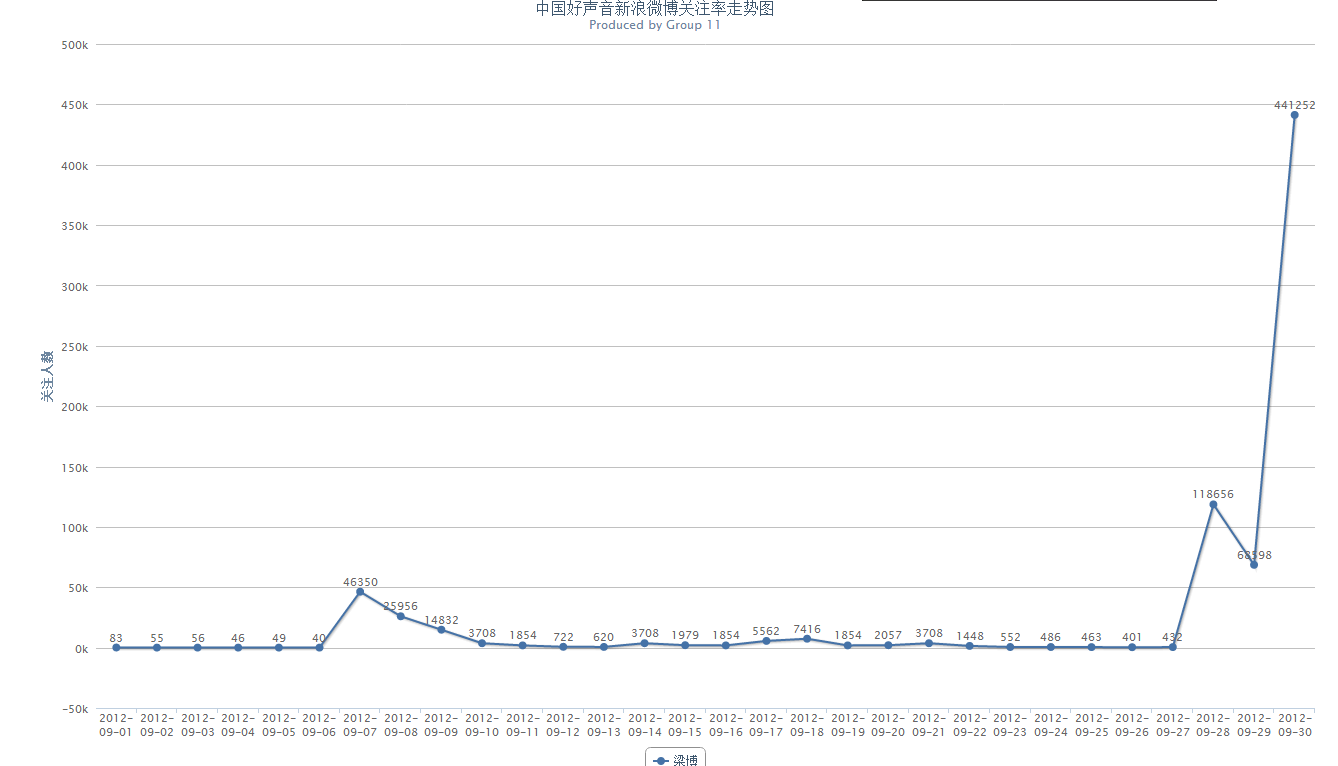 中国好声音新浪微博关注率走势图
Produced by Group 11
500k
450k
400k
350k
300k
250k
200k
150k
100k
50k
0k
-50k
关注人数
83 55 56 46 49 40 46350 25956 14832 3708 1854 722 620 3708 1979 1854 5562 7416 1854 2057 3708 1448 552 486 463 401 432 118656 68598 441252
2012- 2012- 2012- 2012- 2012- 2012- 2012- 2012- 2012- 2012- 2012- 2012- 2012- 2012- 2012- 2012- 2012- 2012- 2012- 2012- 2012- 2012- 2012- 2012- 2012- 2012- 2012- 2012- 2012- 2012-
09-01 09-02 09-03 09-04 09-05 09-06 09-07 09-08 09-09 09-10 09-11 09-12 09-13 09-14 09-15 09-16 09-17 09-18 09-19 09-20 09-21 09-22 09-23 09-24 09-25 09-26 09-27 09-28 09-29 09-30
梁博